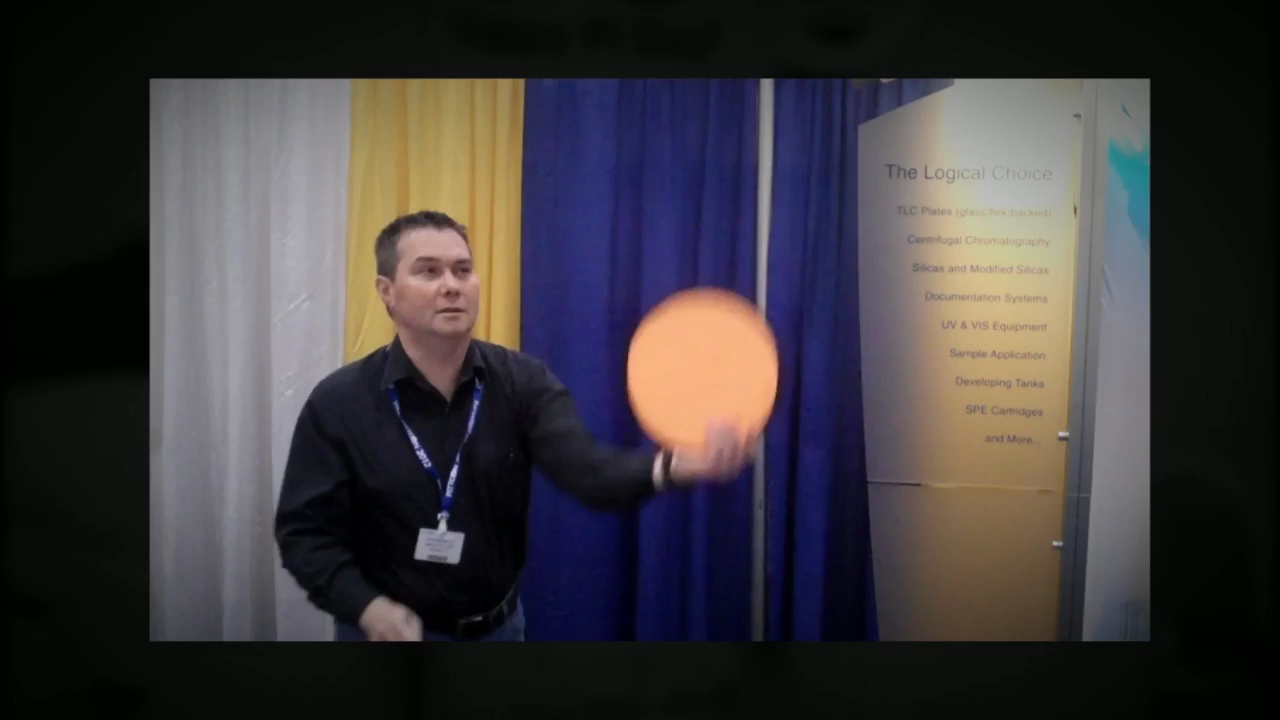 The Logical Choice
TLC Plates (glass/flex-backed)
Centrifugal Chromatography
Silicas and Modified Silicas
Documentation Systems
UV & VIS Equipment
Sample Application
Developing Tanks
SPE Cartridges
and More...